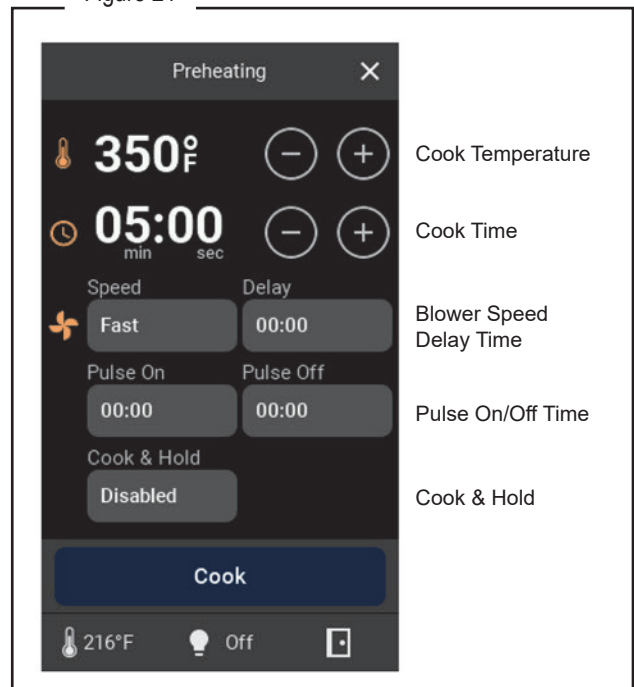 Preheating
350°F
Cook Temperature
05:00
min sec
Cook Time
Speed Delay
Fast 00:00
Blower Speed
Delay Time
Pulse On Pulse Off
00:00 00:00
Pulse On/Off Time
Cook & Hold
Disabled
Cook & Hold
Cook
216°F Off